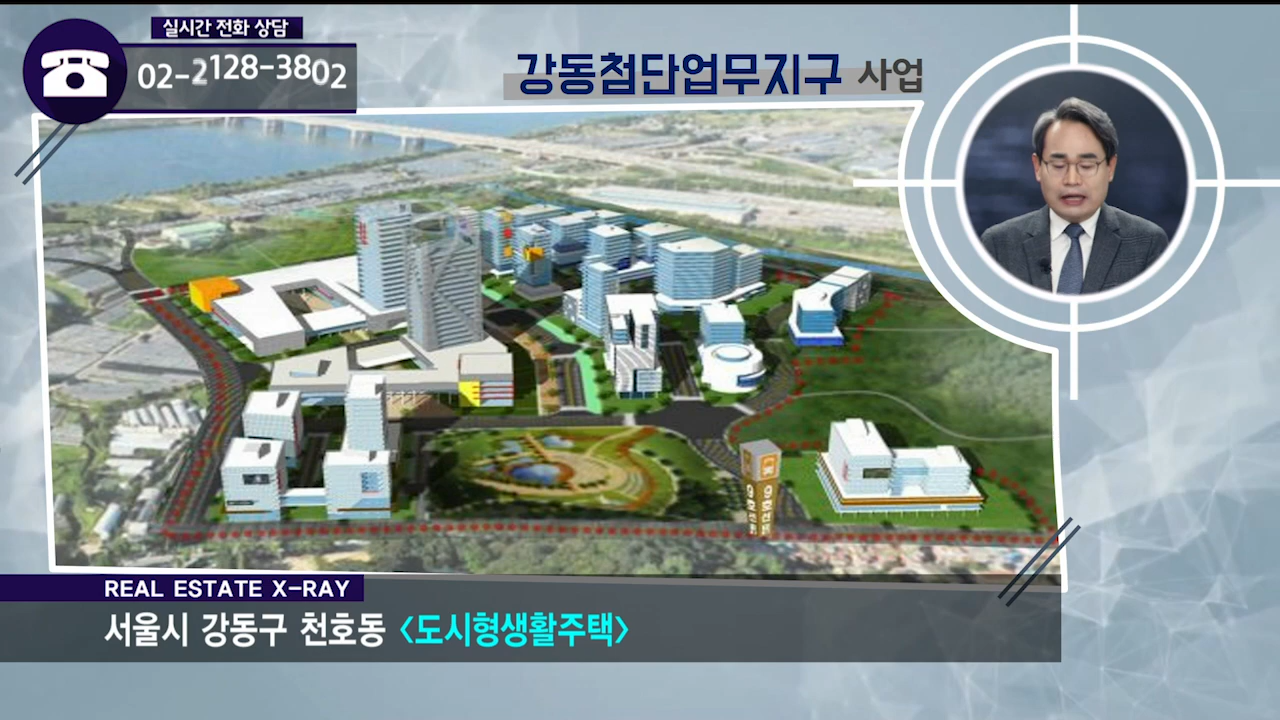 실시간 전화 상담
02-2128-3802
강동첨단업무지구 사업
REAL ESTATE X-RAY
서울시 강동구 천호동 <도시형생활주택>